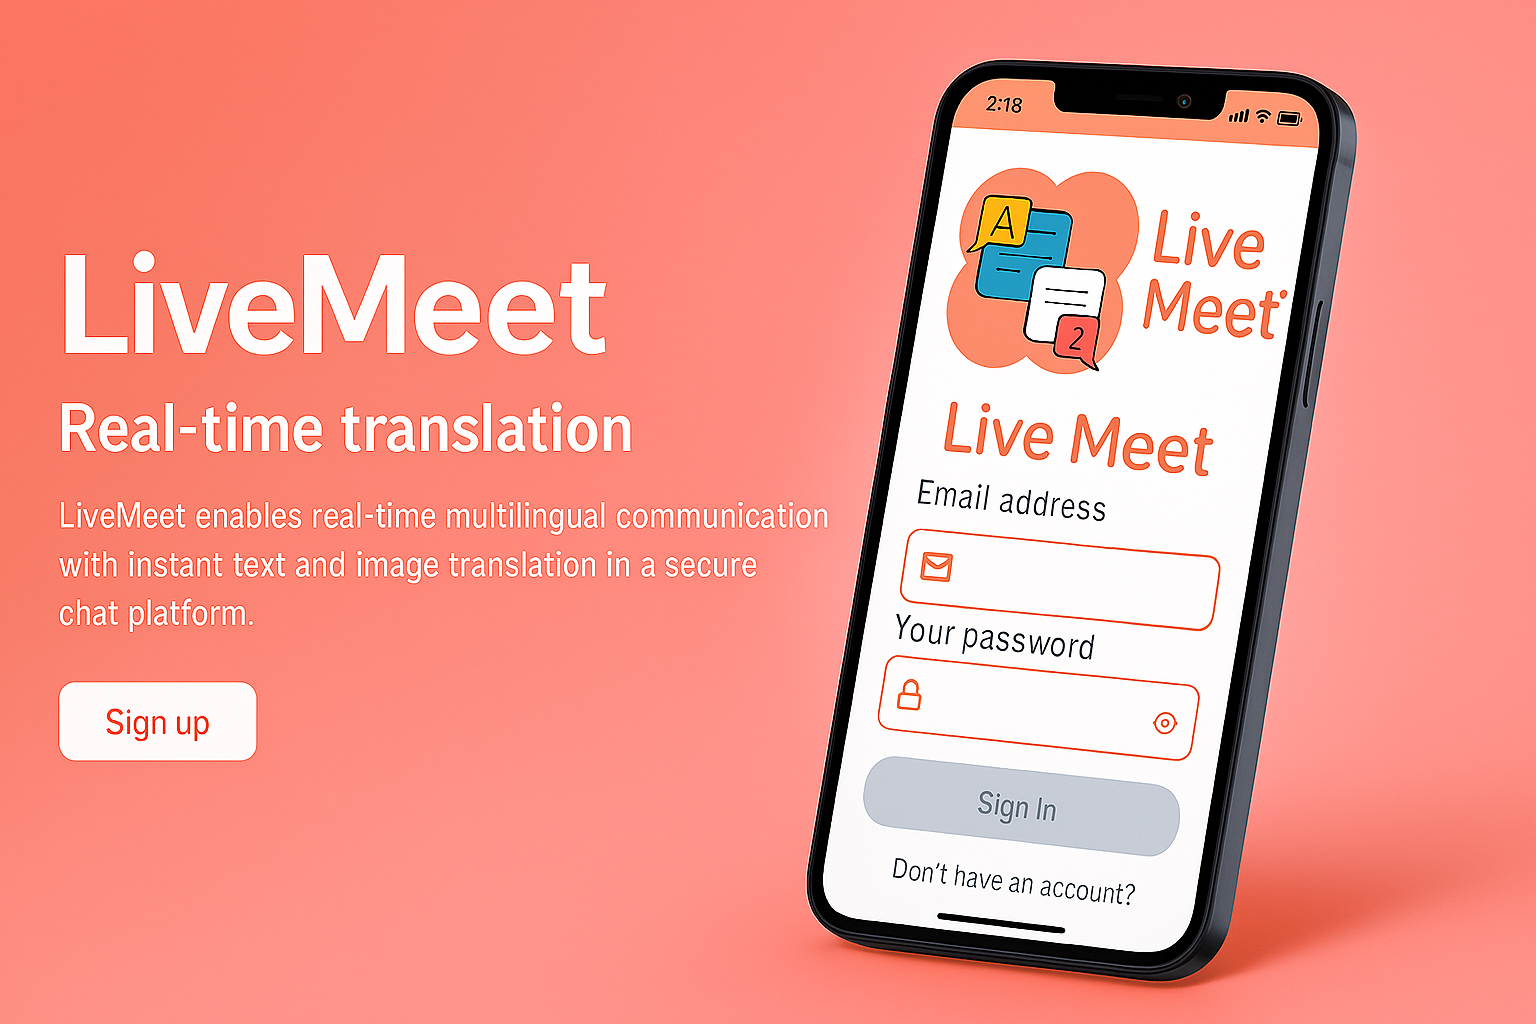 LiveMeet
Real-time translation
LiveMeet enables real-time multilingual communication
with instant text and image translation in a secure
chat platform.
Sign up
2:18
A
2
Live
Meet
Live Meet
Email address
Your password
Sign In
Don't have an account?